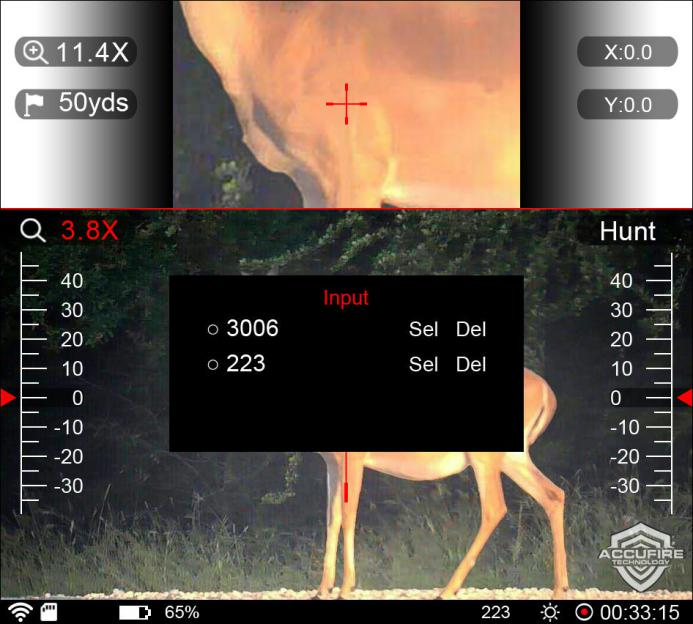 11.4X
X:0.0
50yds
Y:0.0
3.8X
Hunt
Input
3006 Sel Del
223 Sel Del
40 40
30 30
20 20
10 10
0 0
-10 -10
-20 -20
-30 -30
ACCUFIRE
TECHNOLOGY
65% 223 00:33:15